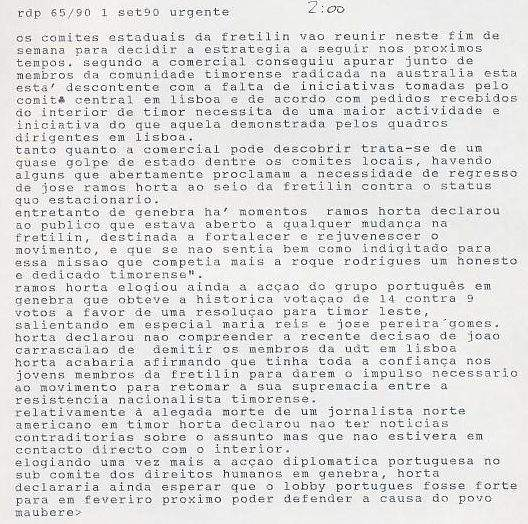 rdp 65/90 1 set90 urgente 2:00
os comites estaduais da fretilin vao reunir neste fim de
semana para decidir a estrategia a seguir nos proximos
tempos. segundo a comercial conseguiu apurar junto de
membros da comunidade timorense radicada na australia esta
esta' descontente com a falta de iniciativas tomadas pelo
comité central em lisboa e de acordo com pedidos recebidos
do interior de timor necessita de uma maior actividade e
iniciativa do que aquela demonstrada pelos quadros
dirigentes em lisboa.
tanto quanto a comercial pode descobrir trata-se de um
quase golpe de estado dentre os comites locais, havendo
alguns que abertamente proclamam a necessidade de regresso
de jose ramos horta ao seio da fretilin contra o status
quo estacionario.
entretanto de genebra ha' momentos ramos horta declarou
ao publico que estava aberto a qualquer mudança na
fretilin, destinada a fortalecer e rejuvenescer o
movimento, e que se nao sentia bem como indigitado para
essa missao que competia mais a roque rodrigues um honesto
e dedicado timorense".
ramos horta elogiou ainda a acçao do grupo português em
genebra que obteve a historica votaçao de 14 contra 9
votos a favor de uma resoluçao para timor leste,
salientando em especial maria reis e jose pereira gomes.
horta declarou nao compreender a recente decisao de joao
carrascalao de demitir os membros da udt em lisboa
horta acabaria afirmando que tinha toda a confiança nos
jovens membros da fretilin para darem o impulso necessario
ao movimento para retomar a sua supremacia entre a
resistencia nacionalista timorense.
relativamente à alegada morte de um jornalista norte
americano em timor horta declarou nao ter noticias
contraditorias sobre o assunto mas que nao estivera em
contacto directo com o interior.
elogiando uma vez mais a acçao diplomatica portuguesa no
sub comite dos direitos humanos em genebra, horta
declararia ainda esperar que o lobby portugues fosse forte
para em feveriro proximo poder defender a causa do povo
maubere>